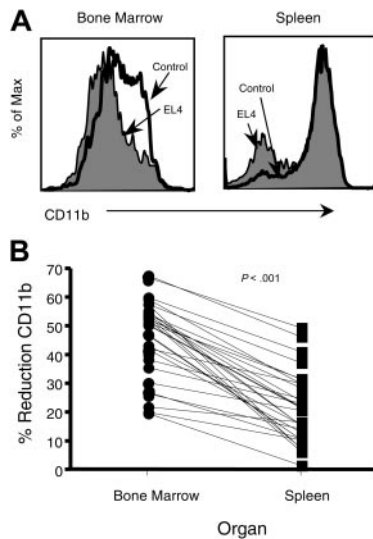 A
Bone Marrow
Spleen
% of Max
Control
EL4
Control
EL4
CD11b
B
% Reduction CD11b
70
60
50
40
30
20
10
0
P < .001
Bone Marrow
Spleen
Organ